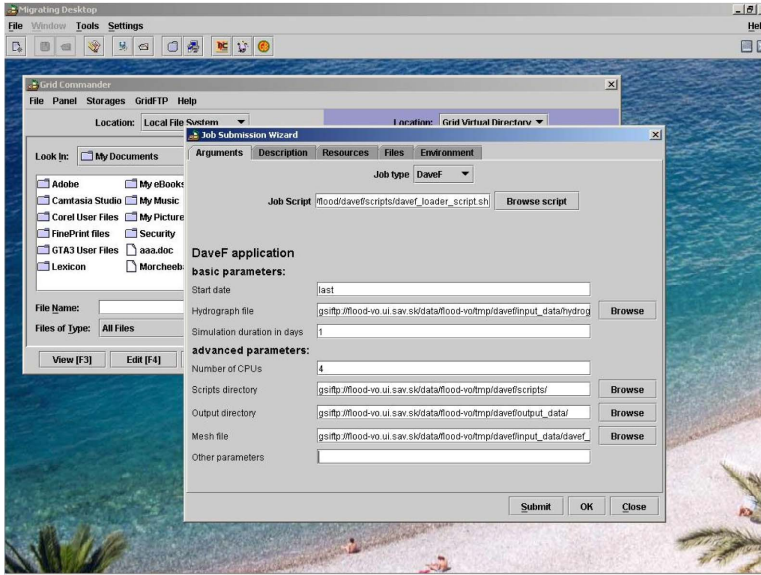 Migrating Desktop
File Window Tools Settings Hel
Grid Commander
File Panel Storages GridFTP Help
Location: Local File System Location: Grid Virtual Directory
Look In: My Documents
Adobe My eBooks
Camtasia Studio My Music
Corel User Files My Picture
FinePrint files Security
GTA3 User Files aaa.doc
Lexicon Morcheeb
File Name:
Files of Type: All Files
View [F3] Edit [F4]
Job Submission Wizard
Arguments Description Resources Files Environment
Job type DaveF
Job Script /flood/davef/scripts/davef_loader_script.sh Browse script
DaveF application
basic parameters:
Start date last
Hydrograph file gsiftp://flood-vo.ui.sav.sk/data/flood-vo/tmp/davef/input_data/hydrog Browse
Simulation duration in days 1
advanced parameters:
Number of CPUs 4
Scripts directory gsiftp://flood-vo.ui.sav.sk/data/flood-vo/tmp/davef/scripts/ Browse
Output directory gsiftp://flood-vo.ui.sav.sk/data/flood-vo/tmp/davef/output_data/ Browse
Mesh file gsiftp://flood-vo.ui.sav.sk/data/flood-vo/tmp/davef/input_data/davef_ Browse
Other parameters
Submit OK Close